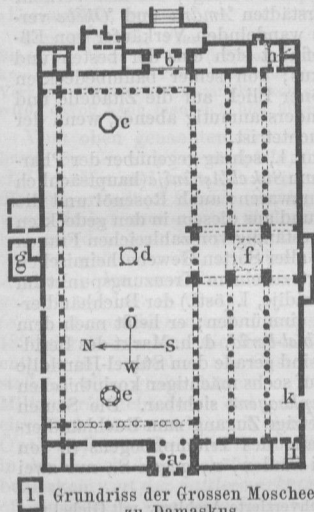 b
h
c
g
d
f
O
N S
W
e
k
a
i
1 Grundriss der Grossen Moschee
zu Damaskus